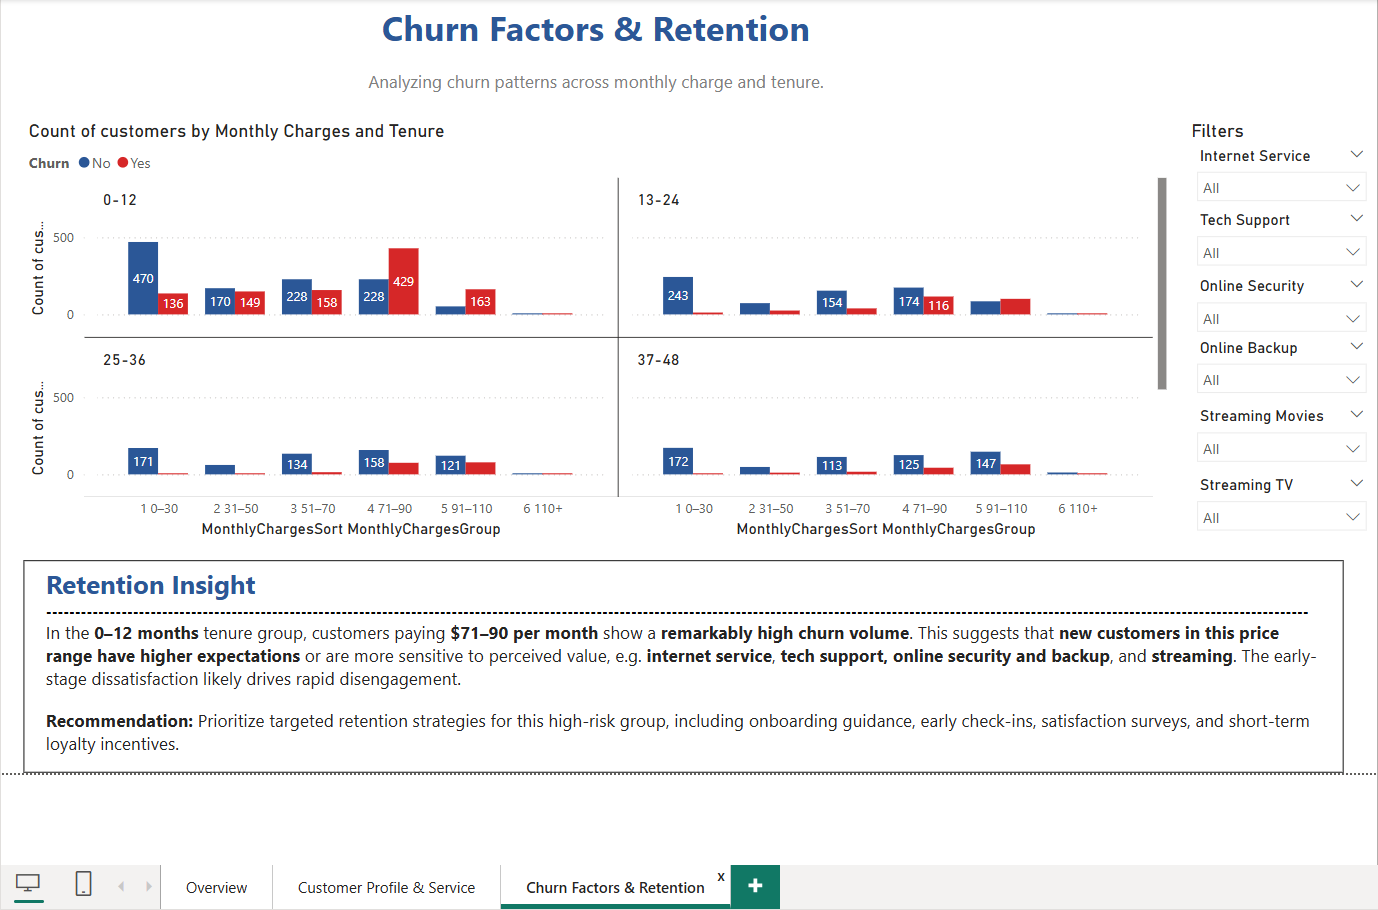 Churn Factors & Retention
Analyzing churn patterns across monthly charge and tenure.
Count of customers by Monthly Charges and Tenure
Churn No Yes
0-12
Count of cus...
500
0
470 136 170 149 228 158 228 429 163
13-24
243 154 174 116
25-36
Count of cus...
500
0
171 134 158 121
37-48
172 113 125 147
1 0–30 2 31–50 3 51–70 4 71–90 5 91–110 6 110+
MonthlyChargesSort MonthlyChargesGroup
1 0–30 2 31–50 3 51–70 4 71–90 5 91–110 6 110+
MonthlyChargesSort MonthlyChargesGroup
Filters
Internet Service
All
Tech Support
All
Online Security
All
Online Backup
All
Streaming Movies
All
Streaming TV
All
Retention Insight
In the 0–12 months tenure group, customers paying $71–90 per month show a remarkably high churn volume. This suggests that new customers in this price
range have higher expectations or are more sensitive to perceived value, e.g. internet service, tech support, online security and backup, and streaming. The early-
stage dissatisfaction likely drives rapid disengagement.
Recommendation: Prioritize targeted retention strategies for this high-risk group, including onboarding guidance, early check-ins, satisfaction surveys, and short-term
loyalty incentives.
Overview
Customer Profile & Service
Churn Factors & Retention x
+